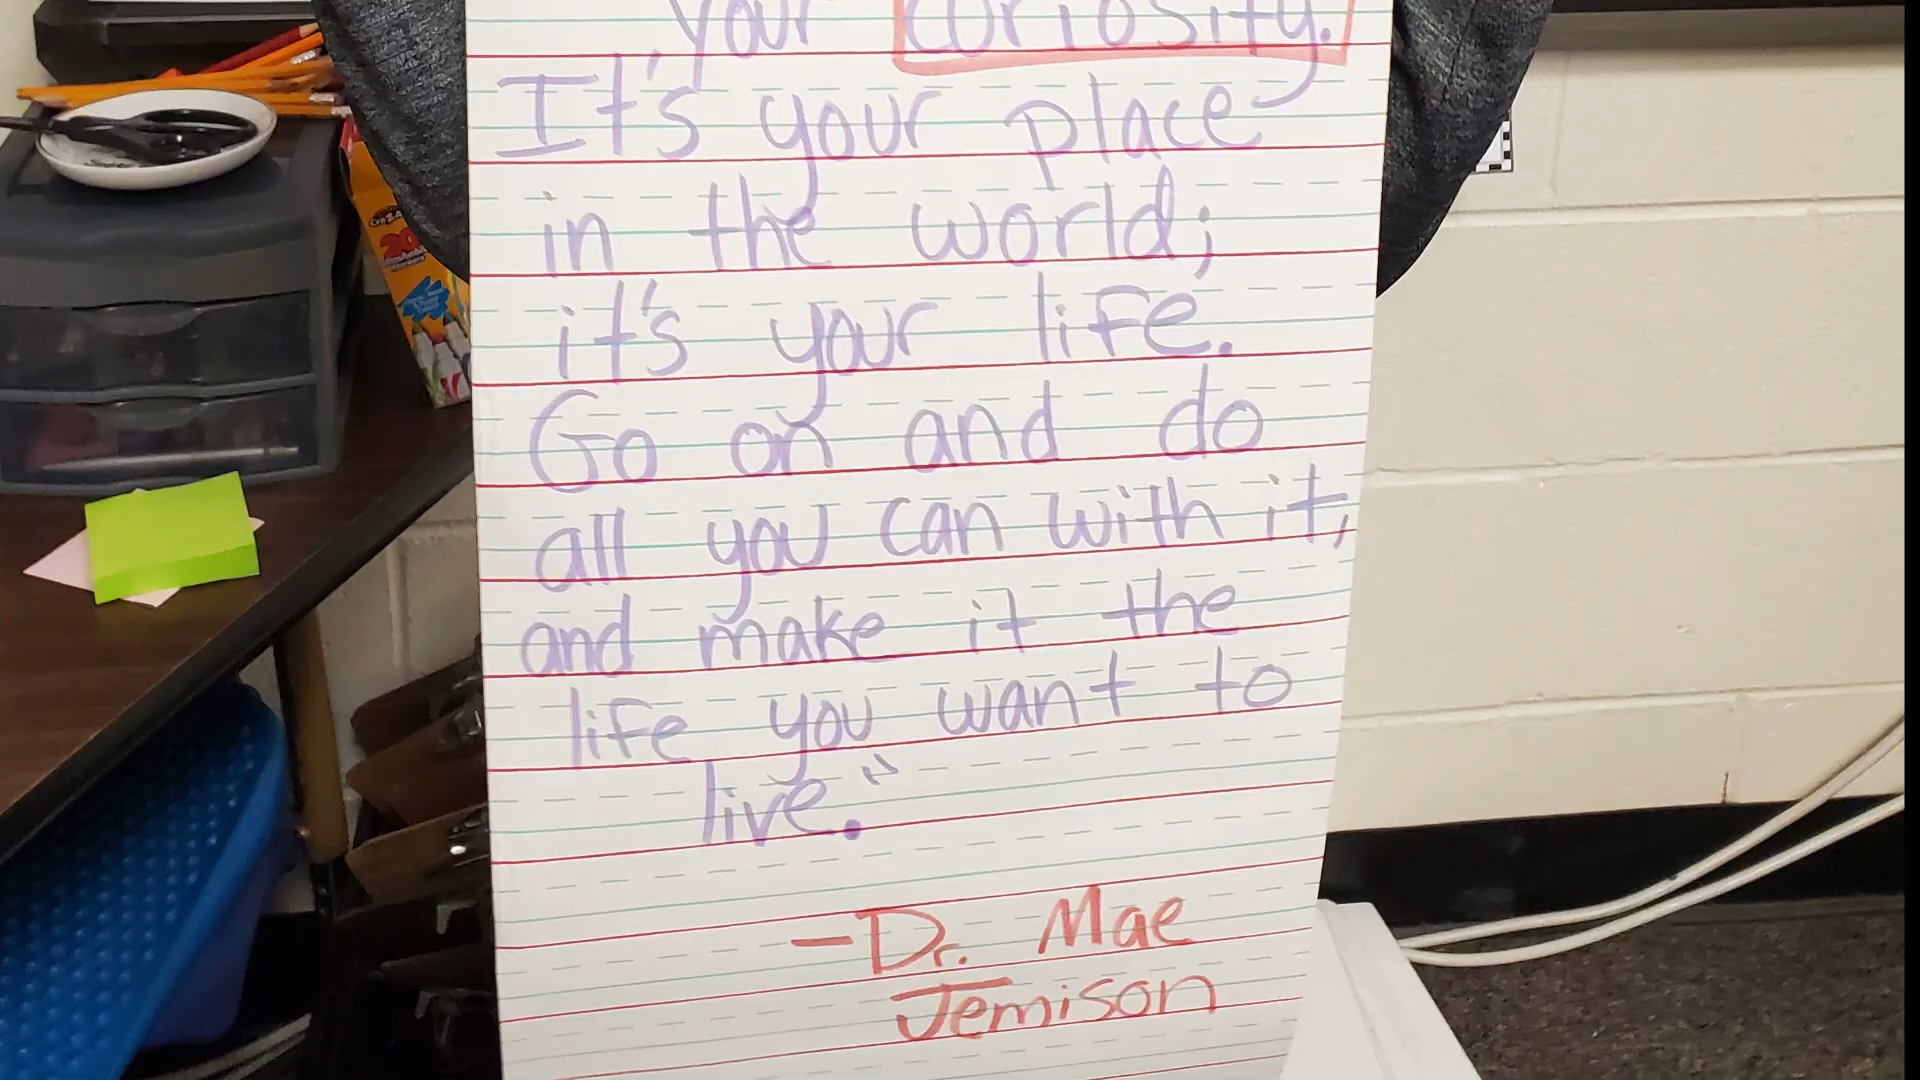 your curiosity.
It's your place
in the world;
it's your life.
Go on and do
all you can with it,
and make it the
life you want to
live."
-Dr. Mae
Jemison
20